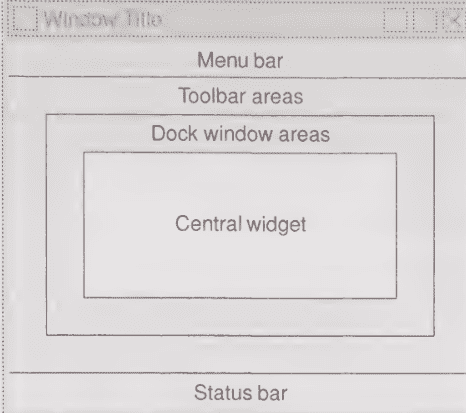 Window Title
Menu bar
Toolbar areas
Dock window areas
Central widget
Status bar